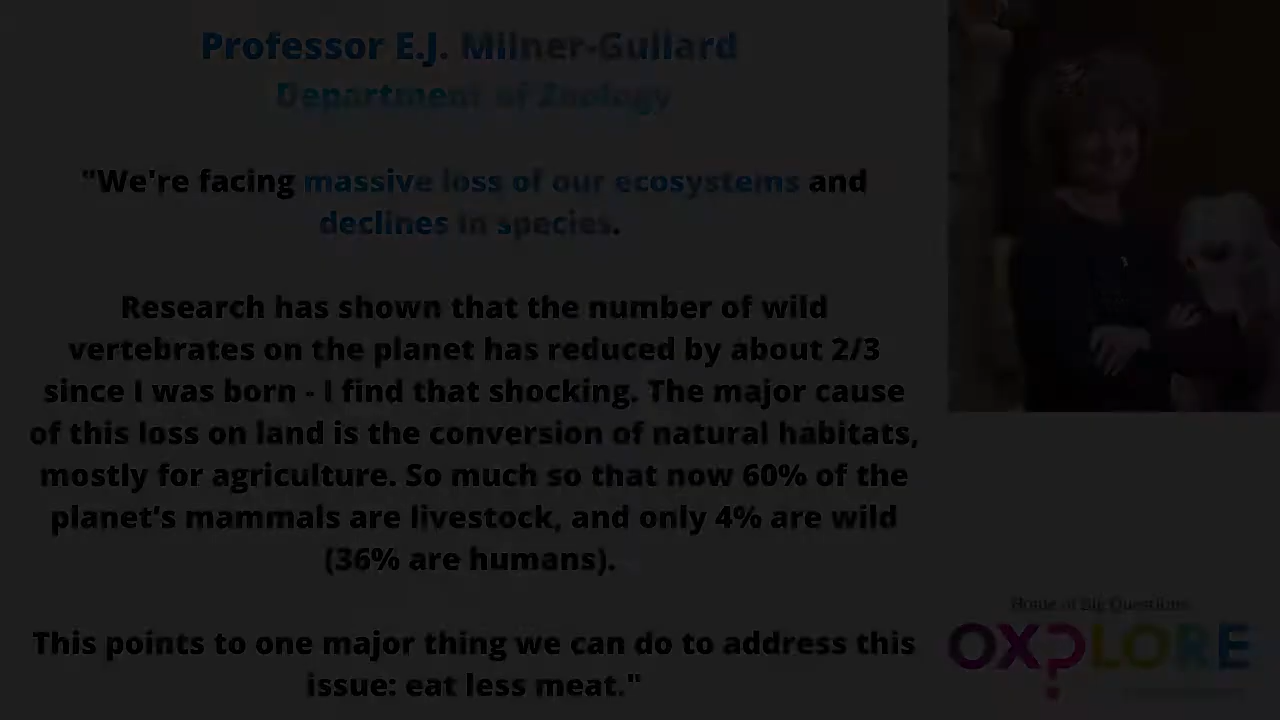 Professor E.J. Milner-Gulland
Department of Zoology
"We're facing massive loss of our ecosystems and
declines in species.
Research has shown that the number of wild
vertebrates on the planet has reduced by about 2/3
since I was born - I find that shocking. The major cause
of this loss on land is the conversion of natural habitats,
mostly for agriculture. So much so that now 60% of the
planet's mammals are livestock, and only 4% are wild
(36% are humans).
This points to one major thing we can do to address this
issue: eat less meat."
Home of Big Questions
OXPLORE